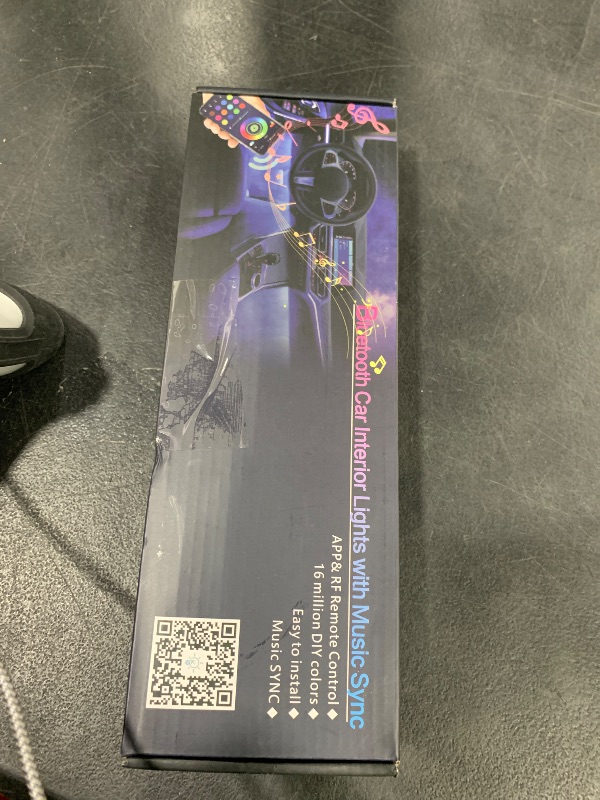 Bluetooth Car Interior Lights with Music Sync
APP& RF Remote Control ◆
16 million DIY colors ◆
Easy to install ◆
Music SYNC ◆